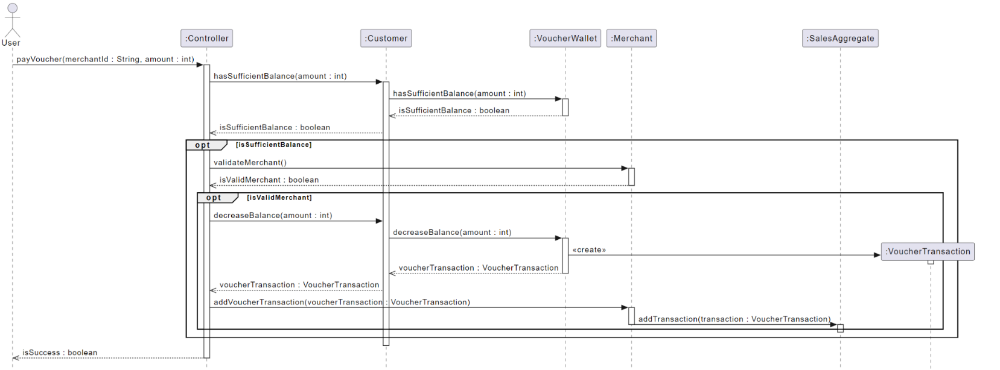 User
:Controller
:Customer
:VoucherWallet
:Merchant
:SalesAggregate
payVoucher(merchantId : String, amount : int)
hasSufficientBalance(amount : int)
hasSufficientBalance(amount : int)
isSufficientBalance : boolean
isSufficientBalance : boolean
opt [isSufficientBalance]
validateMerchant()
isValidMerchant : boolean
opt [isValidMerchant]
decreaseBalance(amount : int)
decreaseBalance(amount : int)
«create»
:VoucherTransaction
voucherTransaction : VoucherTransaction
voucherTransaction : VoucherTransaction
addVoucherTransaction(voucherTransaction : VoucherTransaction)
addTransaction(transaction : VoucherTransaction)
isSuccess : boolean